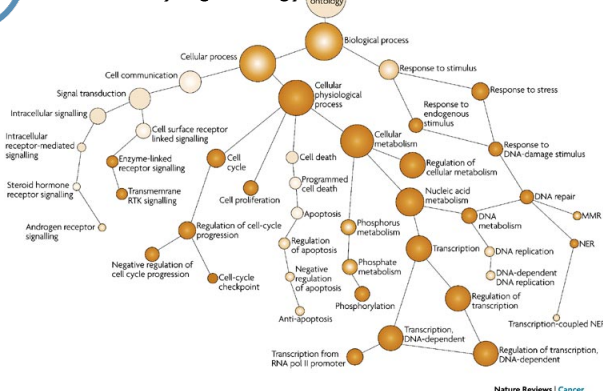 ontology
Biological process
Cellular process
Response to stimulus
Cell communication
Signal transduction
Cellular
physiological
process
Response to stress
Intracellular signalling
Response to
endogenous
stimulus
Cell surface receptor
linked signalling
Intracellular
receptor-mediated
signalling
Cellular
metabolism
Response to
DNA-damage stimulus
Enzyme-linked
receptor signalling
Cell
cycle
Cell death
Regulation of
cellular metabolism
Steroid hormone
receptor signalling
Transmemrane
RTK signalling
Cell proliferation
Programmed
cell death
Nucleic acid
metabolism
DNA repair
Apoptosis
DNA
metabolism
MMR
Androgen receptor
signalling
Regulation of cell-cycle
progression
Phosphorus
metabolism
Regulation
of apoptosis
Transcription
DNA replication
NER
Negative regulation of
cell cycle progression
Cell-cycle
checkpoint
Negative
regulation
of apoptosis
Phosphate
metabolism
DNA-dependent
DNA replication
Phosphorylation
Regulation of
transcription
Anti-apoptosis
Transcription-coupled NER
Transcription,
DNA-dependent
Transcription from
RNA pol II promoter
Regulation of transcription,
DNA-dependent
Nature Reviews | Cancer